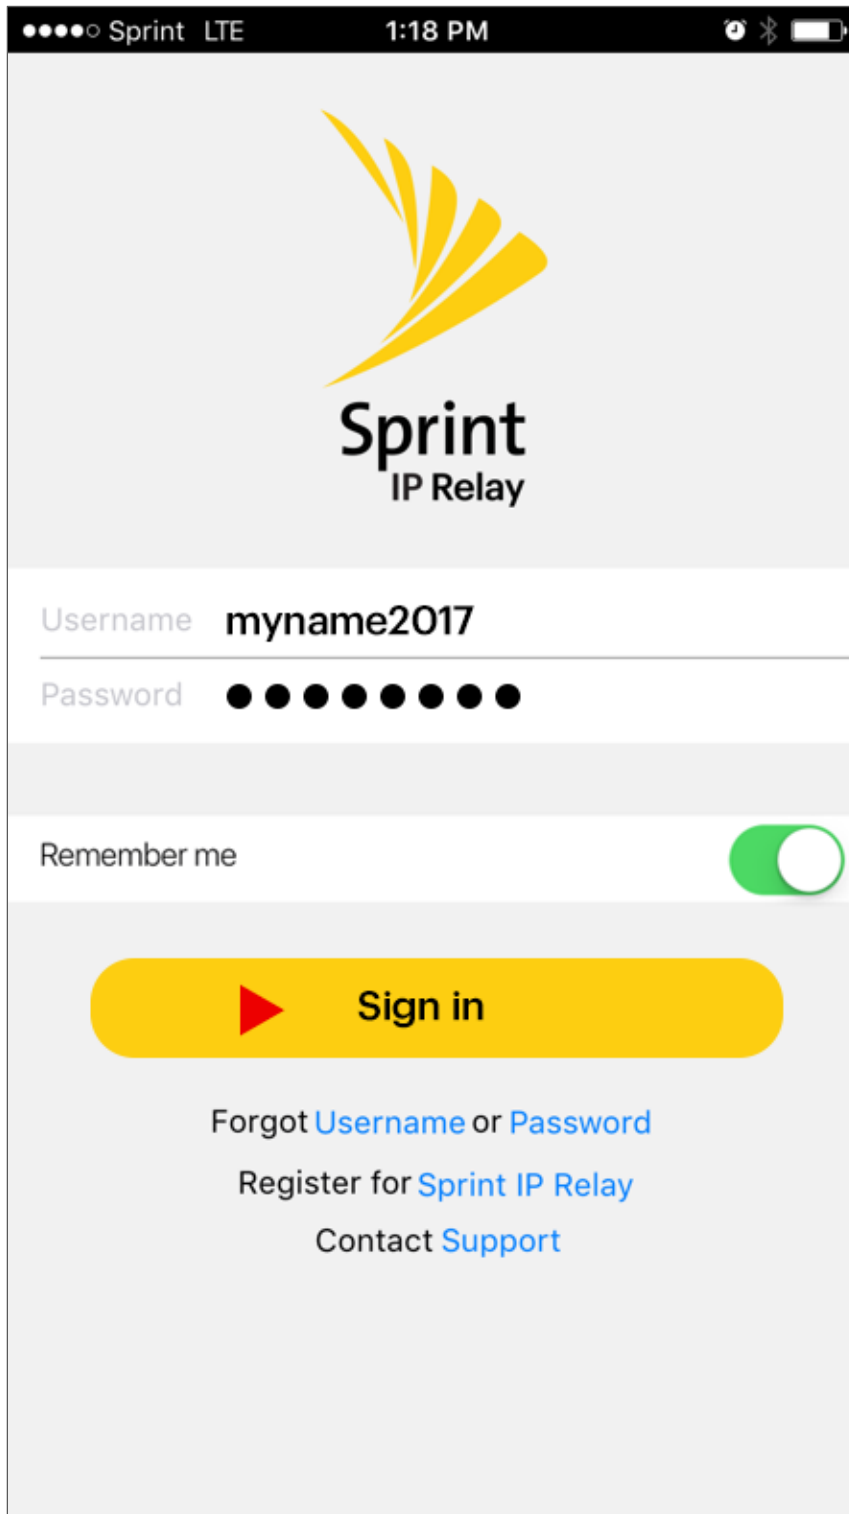 Sprint LTE 1:18 PM
Sprint
IP Relay
Username myname2017
Password ●●●●●●●●
Remember me
Sign in
Forgot Username or Password
Register for Sprint IP Relay
Contact Support